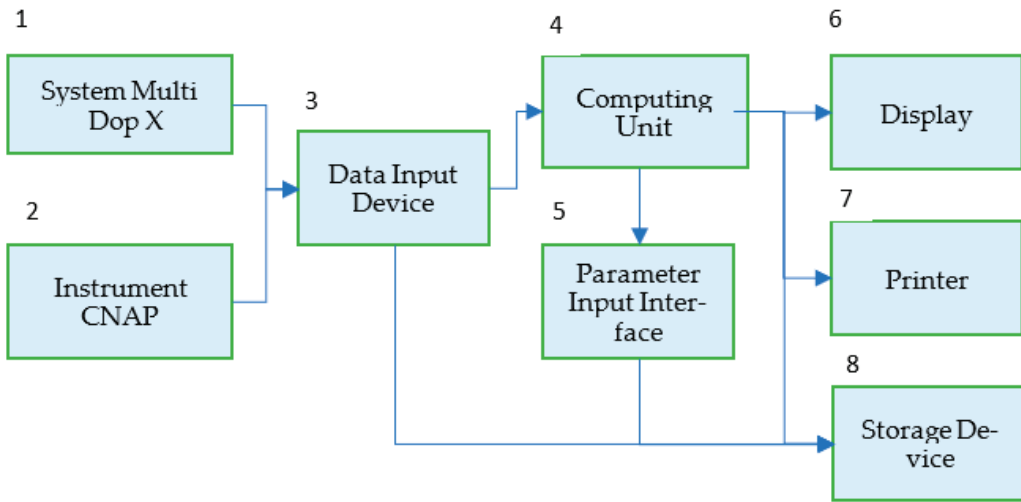 1
System Multi
Dop X
2
Instrument
CNAP
3
Data Input
Device
4
Computing
Unit
5
Parameter
Input Inter-
face
6
Display
7
Printer
8
Storage De-
vice